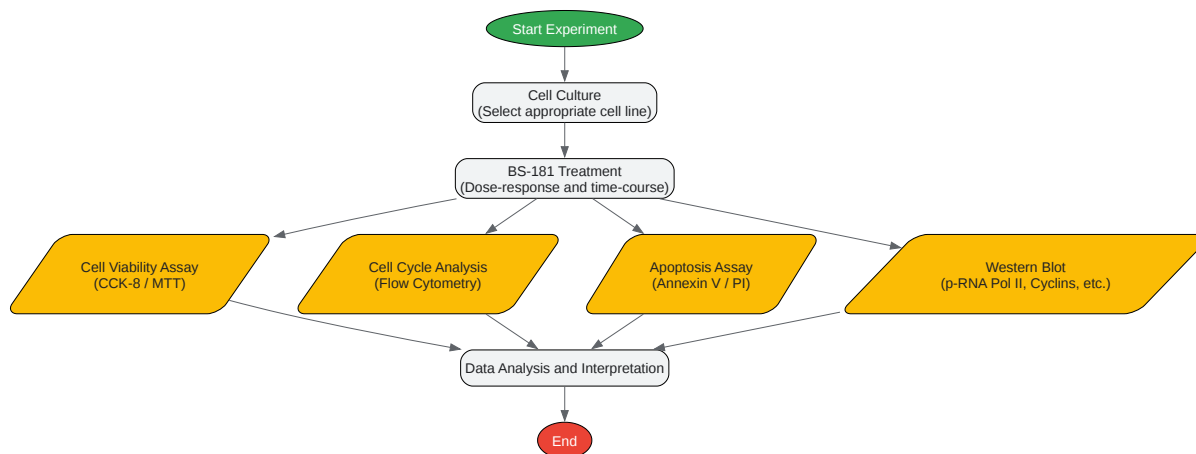 Start Experiment
Cell Culture
(Select appropriate cell line)
BS-181 Treatment
(Dose-response and time-course)
Cell Viability Assay
(CCK-8 / MTT)
Cell Cycle Analysis
(Flow Cytometry)
Apoptosis Assay
(Annexin V / PI)
Western Blot
(p-RNA Pol II, Cyclins, etc.)
Data Analysis and Interpretation
End